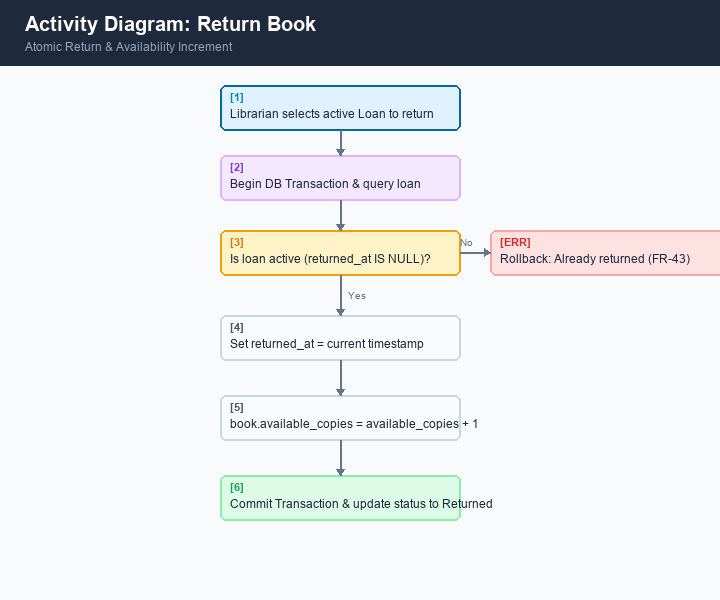 Activity Diagram: Return Book
Atomic Return & Availability Increment
[1]
Librarian selects active Loan to return
[2]
Begin DB Transaction & query loan
[3]
Is loan active (returned_at IS NULL)?
No
[ERR]
Rollback: Already returned (FR-43)
Yes
[4]
Set returned_at = current timestamp
[5]
book.available_copies = available_copies + 1
[6]
Commit Transaction & update status to Returned